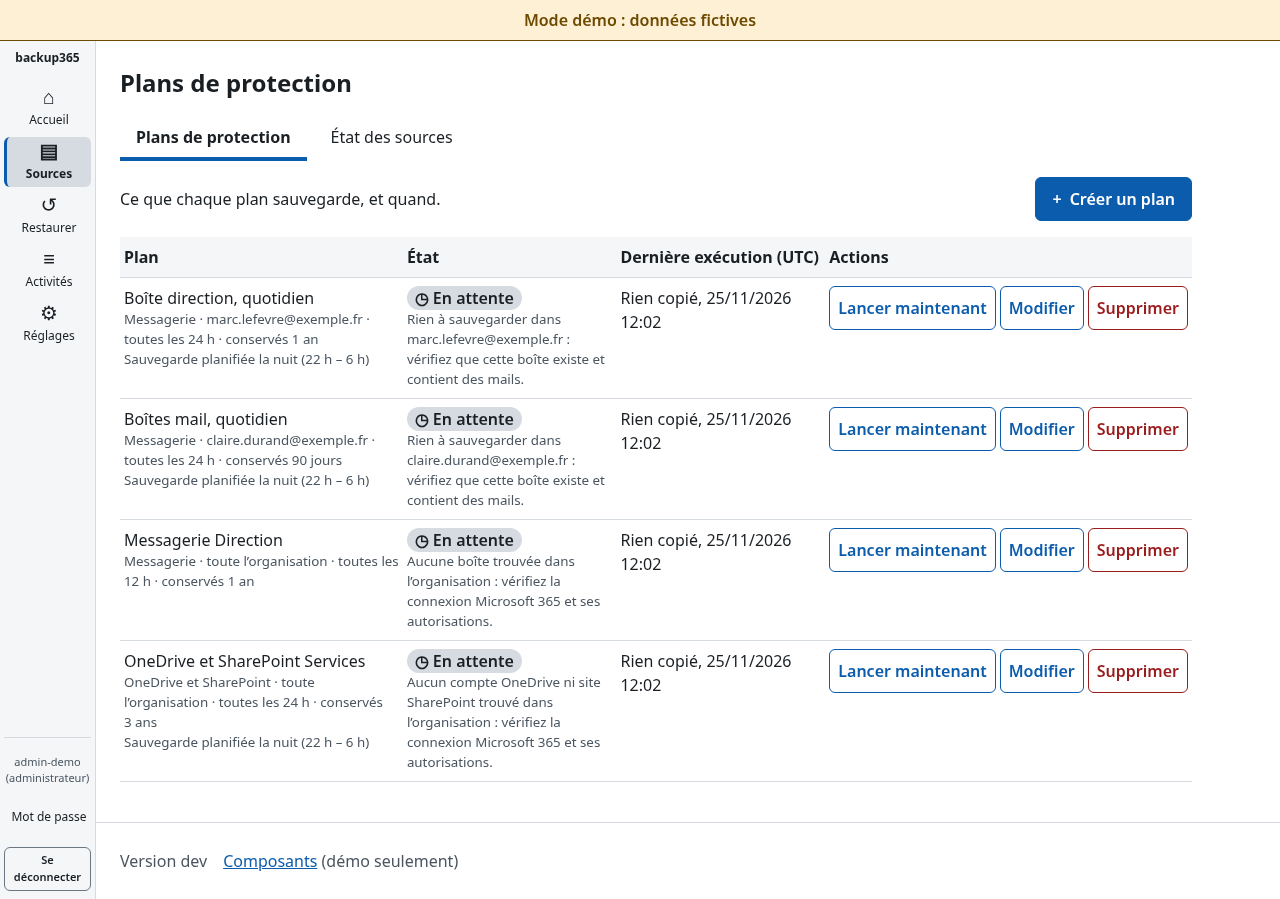 Mode démo : données fictives
backup365
Accueil
Sources
Restaurer
Activités
Réglages
admin-demo
(administrateur)
Mot de passe
Se
déconnecter
Plans de protection
Plans de protection
État des sources
Ce que chaque plan sauvegarde, et quand.
+ Créer un plan
Plan
État
Dernière exécution (UTC)
Actions
Boîte direction, quotidien
Messagerie · marc.lefevre@exemple.fr ·
toutes les 24 h · conservés 1 an
Sauvegarde planifiée la nuit (22 h – 6 h)
En attente
Rien à sauvegarder dans
marc.lefevre@exemple.fr :
vérifiez que cette boîte existe et
contient des mails.
Rien copié, 25/11/2026
12:02
Lancer maintenant
Modifier
Supprimer
Boîtes mail, quotidien
Messagerie · claire.durand@exemple.fr ·
toutes les 24 h · conservés 90 jours
Sauvegarde planifiée la nuit (22 h – 6 h)
En attente
Rien à sauvegarder dans
claire.durand@exemple.fr :
vérifiez que cette boîte existe et
contient des mails.
Rien copié, 25/11/2026
12:02
Lancer maintenant
Modifier
Supprimer
Messagerie Direction
Messagerie · toute l’organisation · toutes les
12 h · conservés 1 an
En attente
Aucune boîte trouvée dans
l’organisation : vérifiez la
connexion Microsoft 365 et ses
autorisations.
Rien copié, 25/11/2026
12:02
Lancer maintenant
Modifier
Supprimer
OneDrive et SharePoint Services
OneDrive et SharePoint · toute
l’organisation · toutes les 24 h · conservés
3 ans
Sauvegarde planifiée la nuit (22 h – 6 h)
En attente
Aucun compte OneDrive ni site
SharePoint trouvé dans
l’organisation : vérifiez la
connexion Microsoft 365 et ses
autorisations.
Rien copié, 25/11/2026
12:02
Lancer maintenant
Modifier
Supprimer
Version dev
Composants (démo seulement)